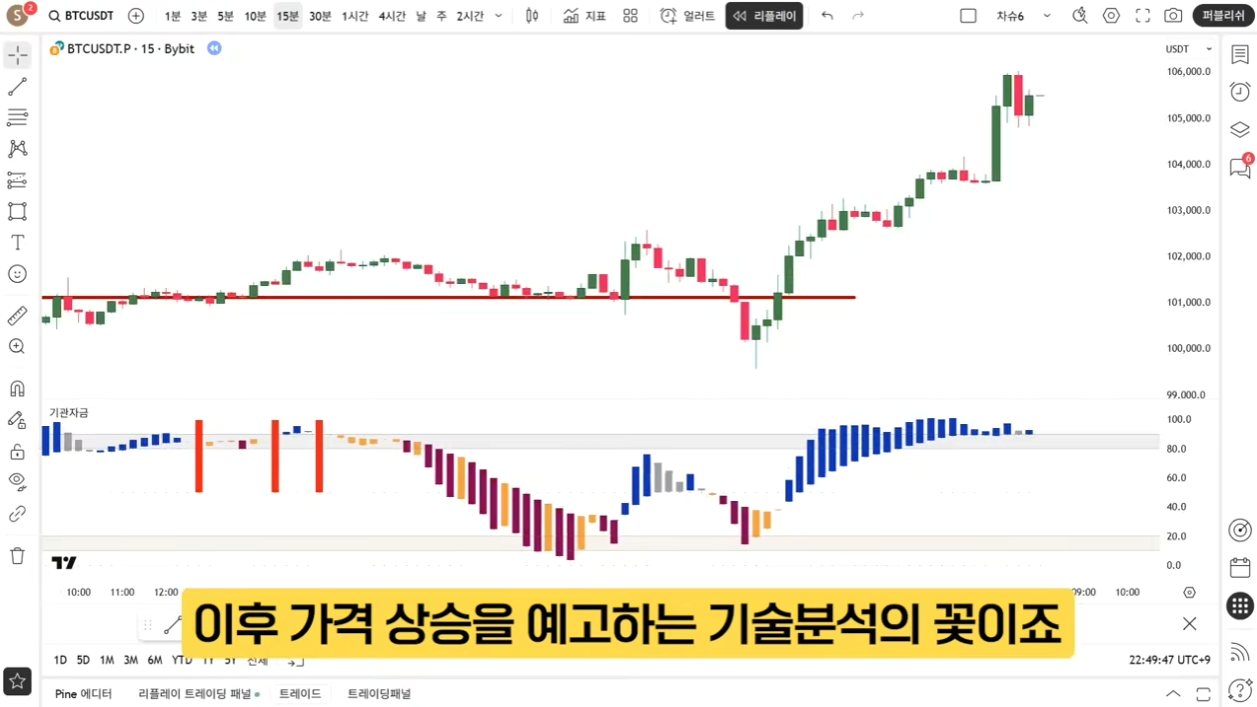 S 2 BTCUSDT 1분 3분 5분 10분 15분 30분 1시간 4시간 날 주 2시간 지표 얼러트 리플레이 차슈6 퍼블리쉬
BTCUSDT.P · 15 · Bybit
USDT
106,000.0
105,000.0
104,000.0
103,000.0
102,000.0
101,000.0
100,000.0
99,000.0
6
기관자금
100.0
80.0
60.0
40.0
20.0
0.0
10:00 11:00 12:00 09:00 10:00
이후 가격 상승을 예고하는 기술분석의 꽃이죠
1D 5D 1M 3M 6M YTD 1Y 5Y 전체
22:49:47 UTC+9
Pine 에디터 리플레이 트레이딩 패널 트레이드 트레이딩패널